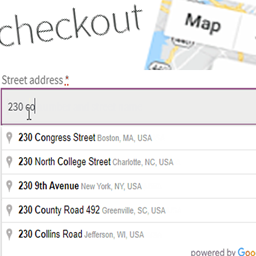 checkout
Map
Street address *
230 co
230 Congress Street Boston, MA, USA
230 North College Street Charlotte, NC, USA
230 9th Avenue New York, NY, USA
230 County Road 492 Greenville, SC, USA
230 Collins Road Jefferson, WI, USA
powered by Goo